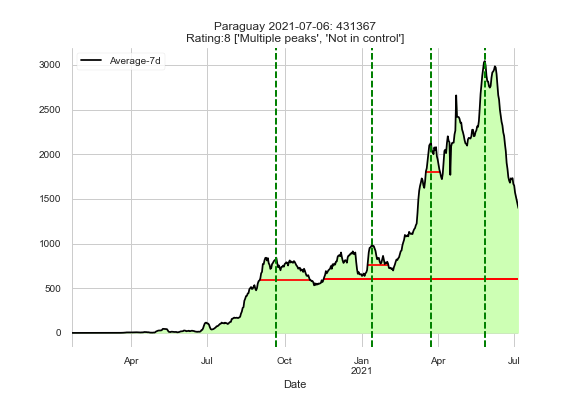 Paraguay 2021-07-06: 431367
Rating:8 ['Multiple peaks', 'Not in control']
Average-7d
3000
2500
2000
1500
1000
500
0
Apr Jul Oct Jan Apr Jul
2021
Date